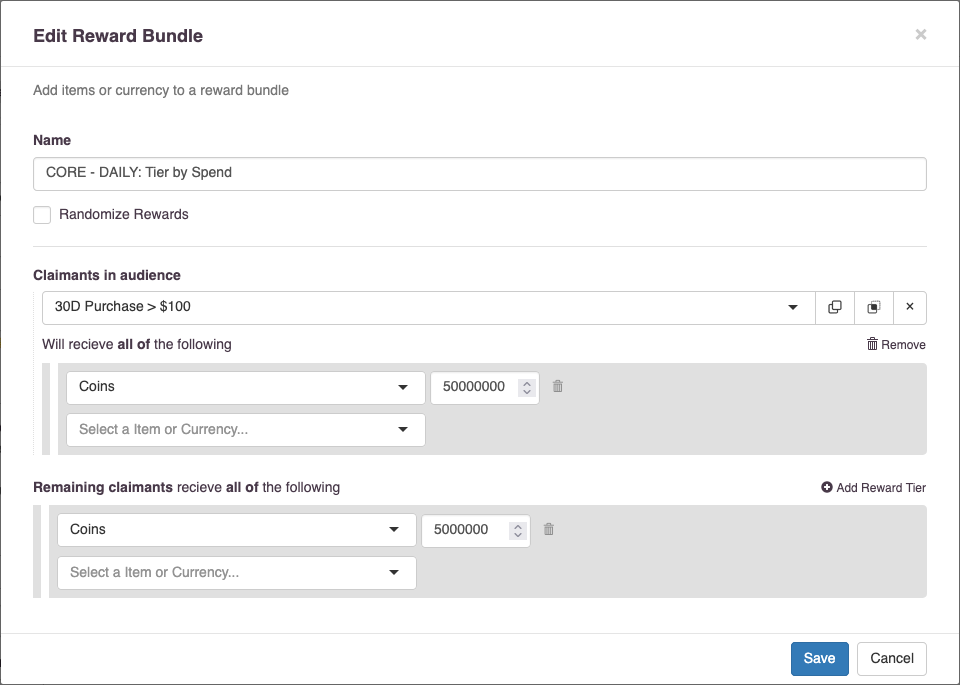 Edit Reward Bundle
Add items or currency to a reward bundle
Name
CORE - DAILY: Tier by Spend
Randomize Rewards
Claimants in audience
30D Purchase > $100
Will recieve all of the following
Remove
Coins
50000000
Select a Item or Currency...
Remaining claimants recieve all of the following
Add Reward Tier
Coins
5000000
Select a Item or Currency...
Save
Cancel